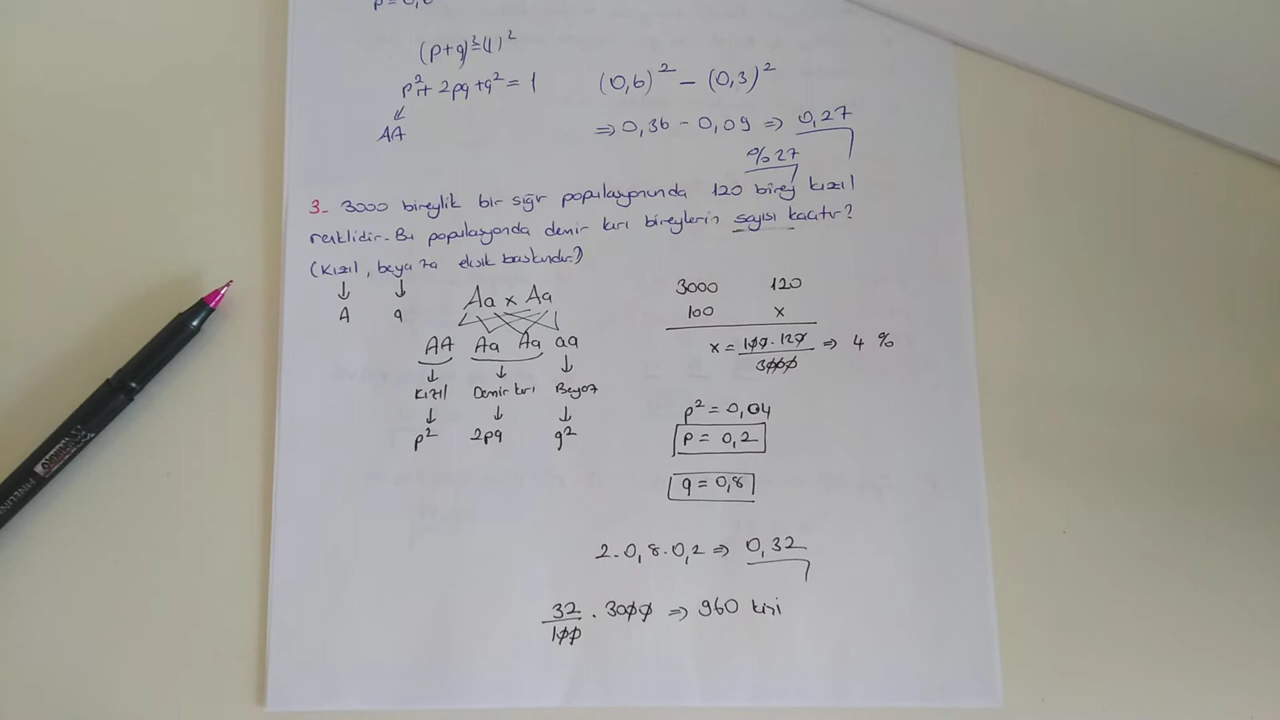 (p+q)²=(1)²
p²+2pq+q²=1
AA
(0,6)² - (0,3)²
⇒ 0,36 - 0,09 ⇒ 0,27
%27
3- 3000 bireylik bir sığır populasyonunda 120 birey kızıl
renklidir. Bu populasyonda demir kırı bireylerin sayısı kaçtır?
(Kızıl, beyaza eksik baskındır.)
↓ ↓
A a
Aa x Aa
AA Aa Aa aa
↓ ↓ ↓
Kızıl Demir kırı Beyaz
↓ ↓ ↓
p² 2pq q²
3000 120
100 x
x = 100.120 ⇒ 4 %
3000
p² = 0,04
p = 0,2
q = 0,8
2.0,8.0,2 ⇒ 0,32
32/100 . 3000 ⇒ 960 kişi